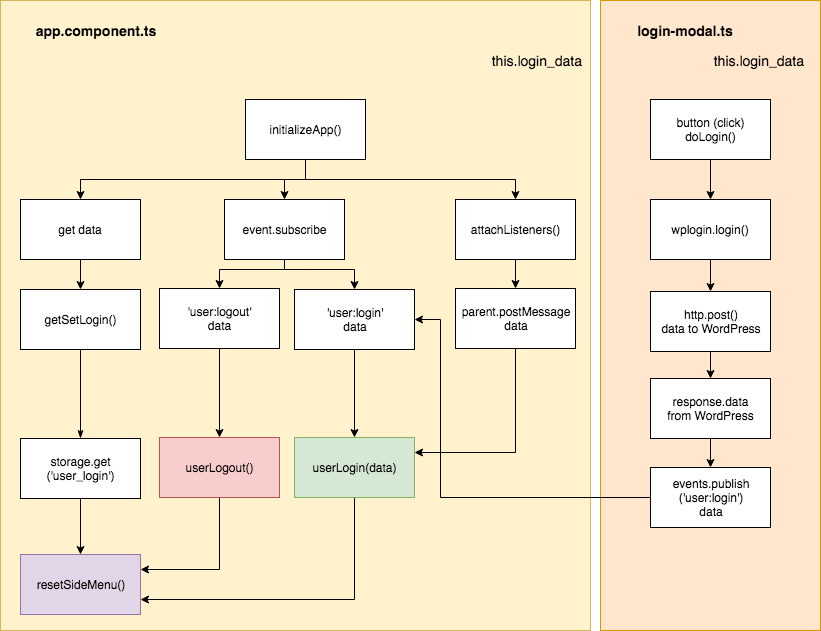 app.component.ts
this.login_data
initializeApp()
get data
event.subscribe
attachListeners()
getSetLogin()
'user:logout'
data
'user:login'
data
parent.postMessage
data
storage.get
('user_login')
userLogout()
userLogin(data)
resetSideMenu()
login-modal.ts
this.login_data
button (click)
doLogin()
wplogin.login()
http.post()
data to WordPress
response.data
from WordPress
events.publish
('user:login')
data